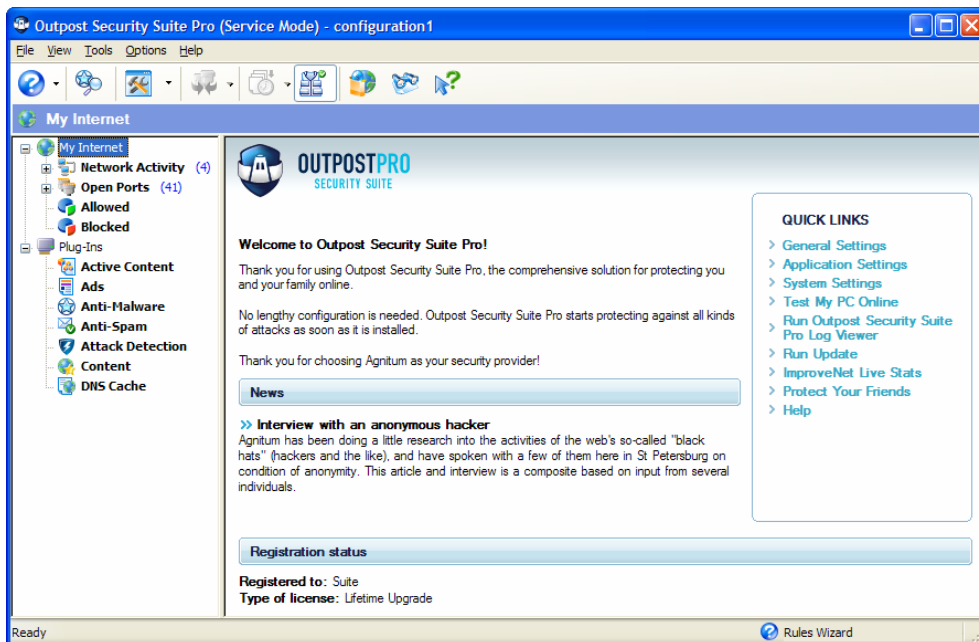 Outpost Security Suite Pro (Service Mode) - configuration1
File View Tools Options Help
My Internet
My Internet
Network Activity (4)
Open Ports (41)
Allowed
Blocked
Plug-Ins
Active Content
Ads
Anti-Malware
Anti-Spam
Attack Detection
Content
DNS Cache
OUTPOSTPRO
SECURITY SUITE
Welcome to Outpost Security Suite Pro!
Thank you for using Outpost Security Suite Pro, the comprehensive solution for protecting you
and your family online.
No lengthy configuration is needed. Outpost Security Suite Pro starts protecting against all kinds
of attacks as soon as it is installed.
Thank you for choosing Agnitum as your security provider!
News
Interview with an anonymous hacker
Agnitum has been doing a little research into the activities of the web's so-called "black
hats" (hackers and the like), and have spoken with a few of them here in St Petersburg on
condition of anonymity. This article and interview is a composite based on input from several
individuals.
Registration status
Registered to: Suite
Type of license: Lifetime Upgrade
QUICK LINKS
General Settings
Application Settings
System Settings
Test My PC Online
Run Outpost Security Suite
Pro Log Viewer
Run Update
ImproveNet Live Stats
Protect Your Friends
Help
Ready
Rules Wizard